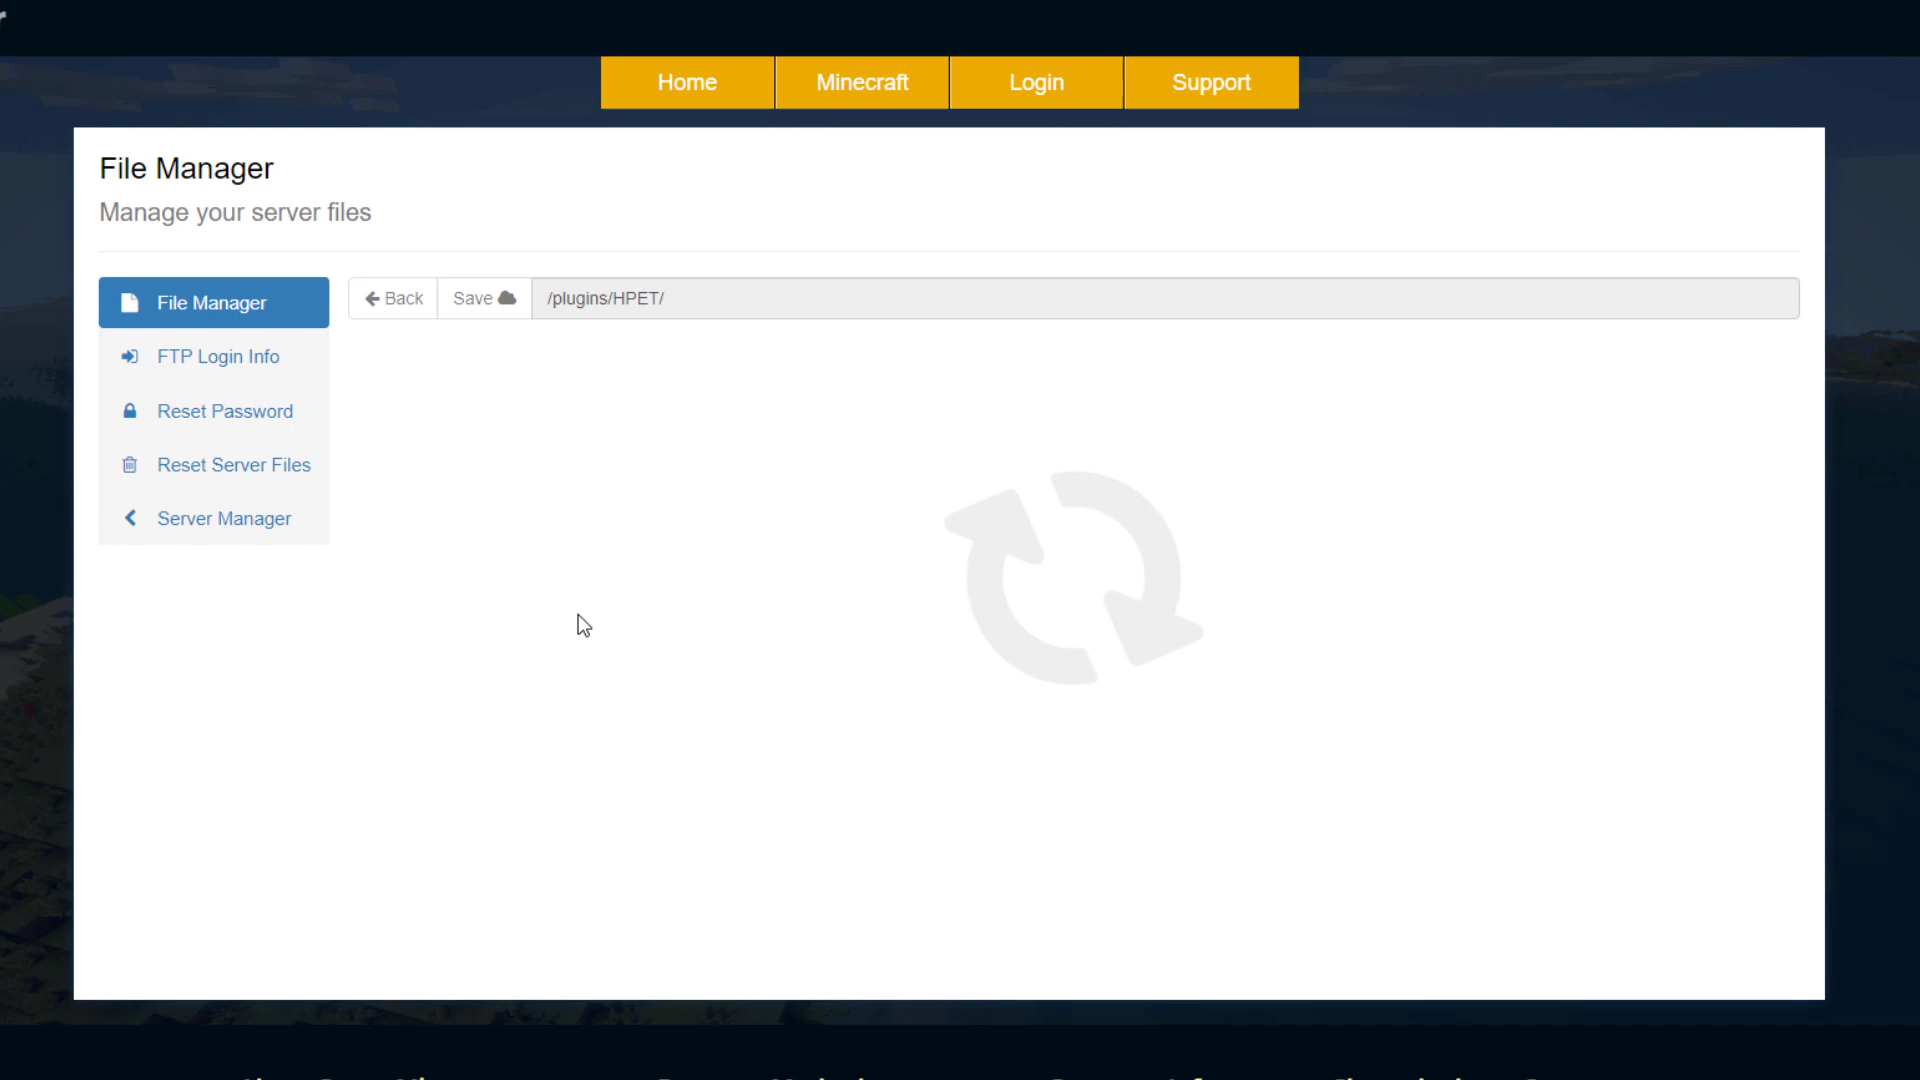 Home Minecraft Login Support
File Manager
Manage your server files
File Manager
Back Save /plugins/HPET/
FTP Login Info
Reset Password
Reset Server Files
Server Manager